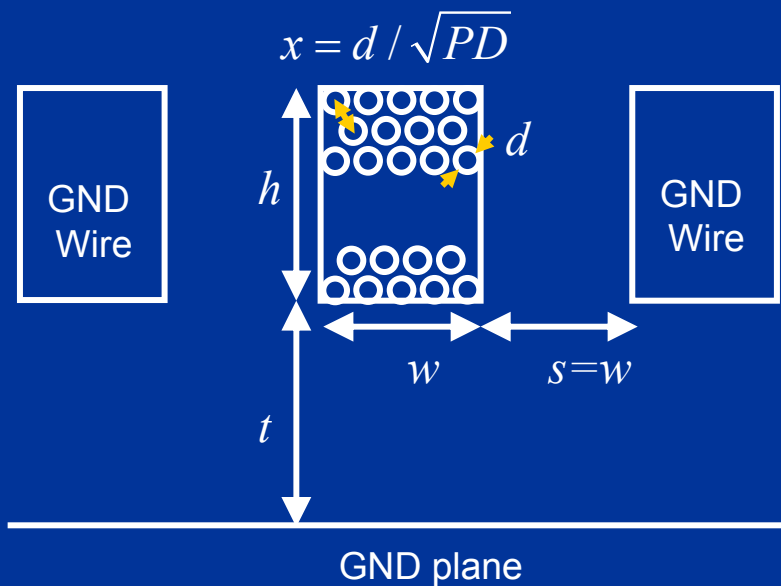 x = d / √PD
d
h
GND
Wire
GND
Wire
w
s=w
t
GND plane